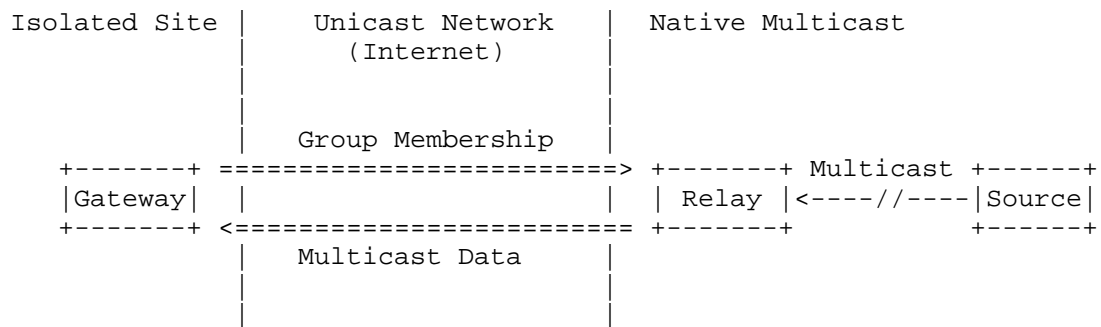 Isolated Site | Unicast Network | Native Multicast
(Internet)
Group Membership
Multicast
Gateway Relay Source
Multicast Data